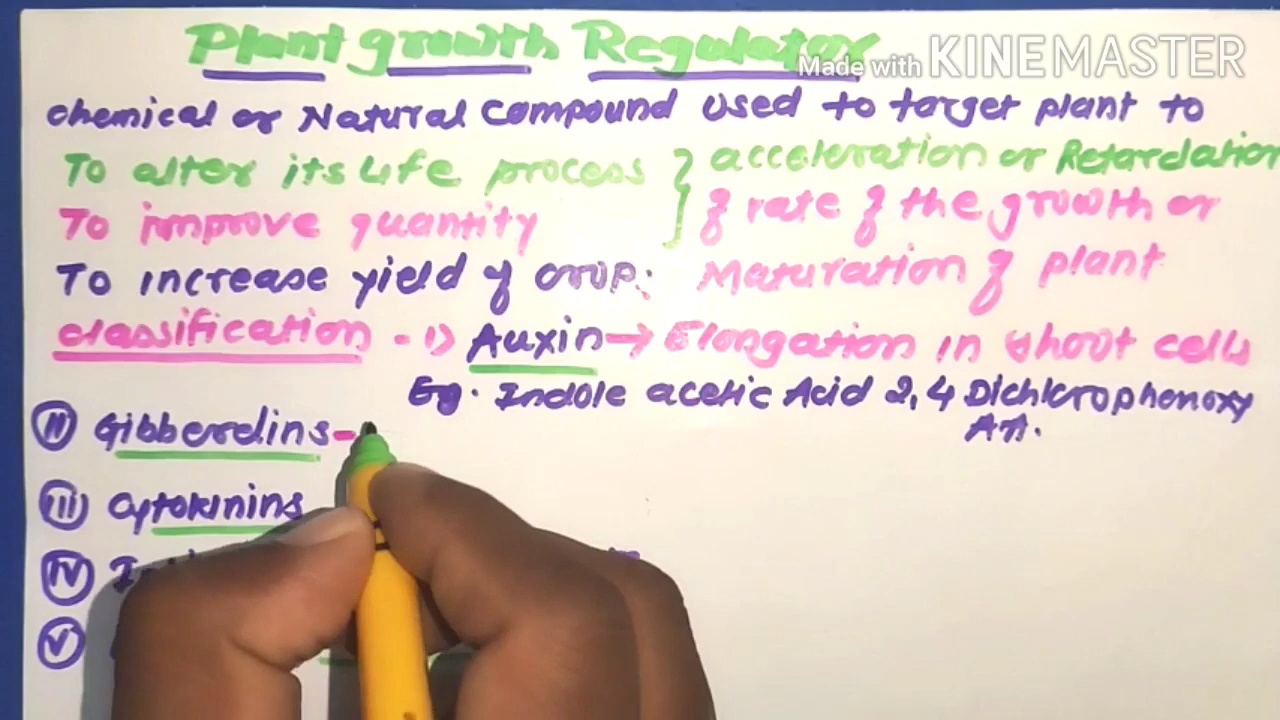 Plant growth Regulator
Made with KINEMASTER
chemical or Natural compound used to target plant to
To alter its life process } acceleration or Retardation
To improve quantity of rate of the growth or
To increase yield of crop. Maturation of plant
classification - 1) Auxin → Elongation in shoot cells
Eg. Indole acetic Acid 2,4 Dichlorophenoxy
A.A.
II Gibberelins -
III Cytokinins
IV
V